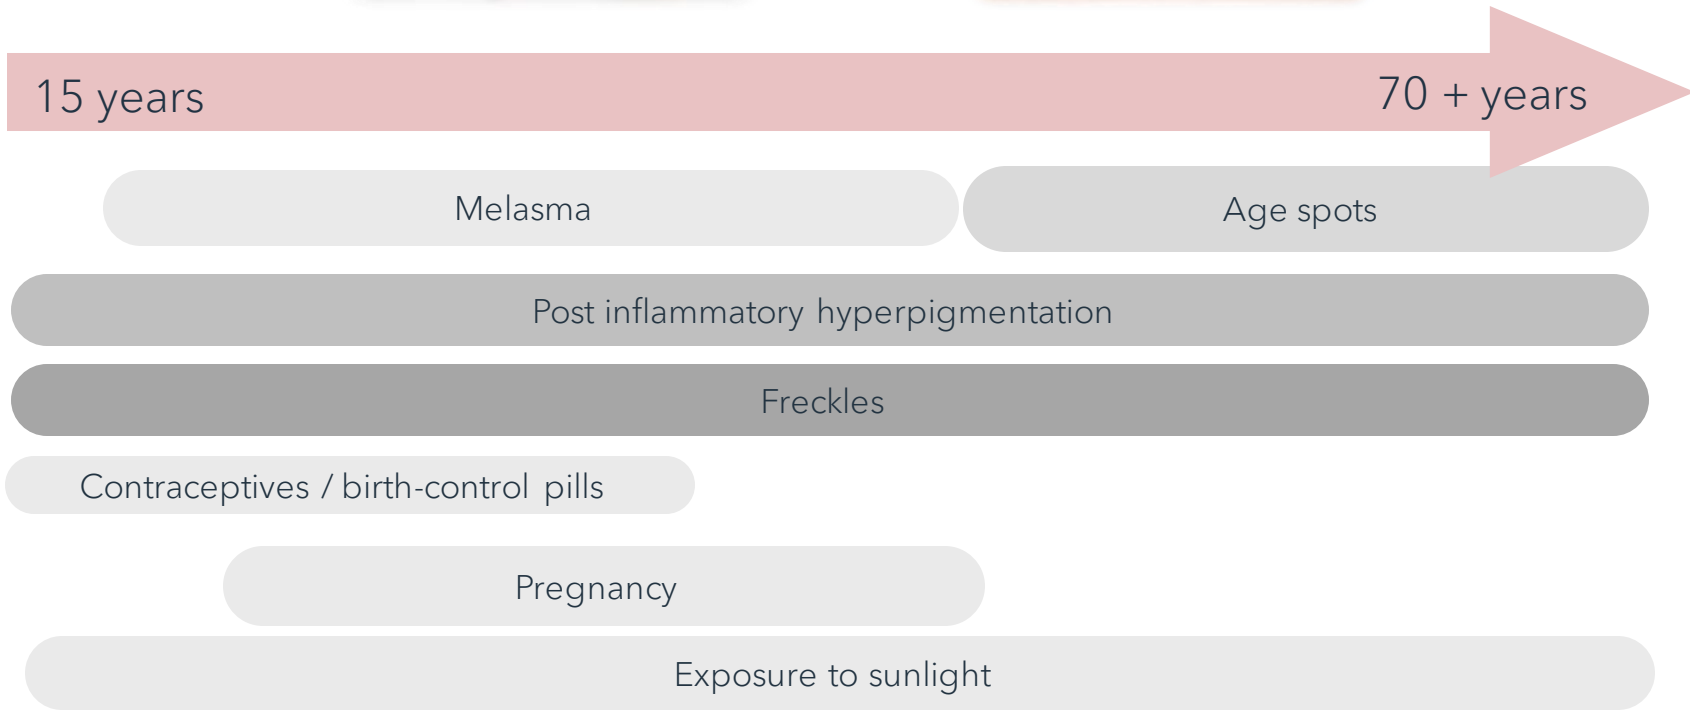 15 years
70 + years
Melasma
Age spots
Post inflammatory hyperpigmentation
Freckles
Contraceptives / birth-control pills
Pregnancy
Exposure to sunlight